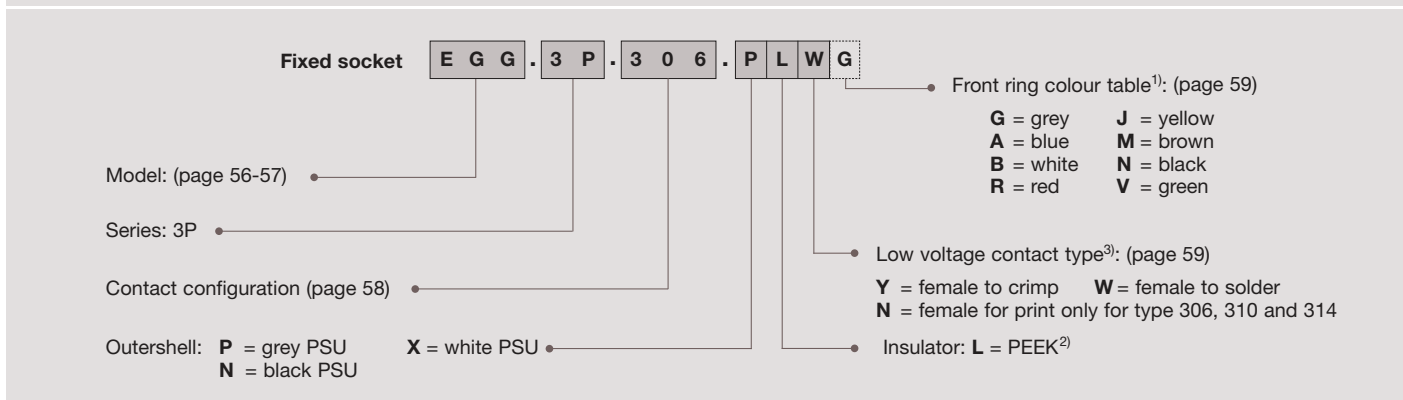 Fixed socket E G G . 3 P . 3 0 6 . P L W G
Front ring colour table1): (page 59)
G = grey J = yellow
A = blue M = brown
B = white N = black
R = red V = green
Model: (page 56-57)
Series: 3P
Low voltage contact type3): (page 59)
Y = female to crimp W = female to solder
N = female for print only for type 306, 310 and 314
Contact configuration (page 58)
Outershell: P = grey PSU X = white PSU
N = black PSU
Insulator: L = PEEK2)